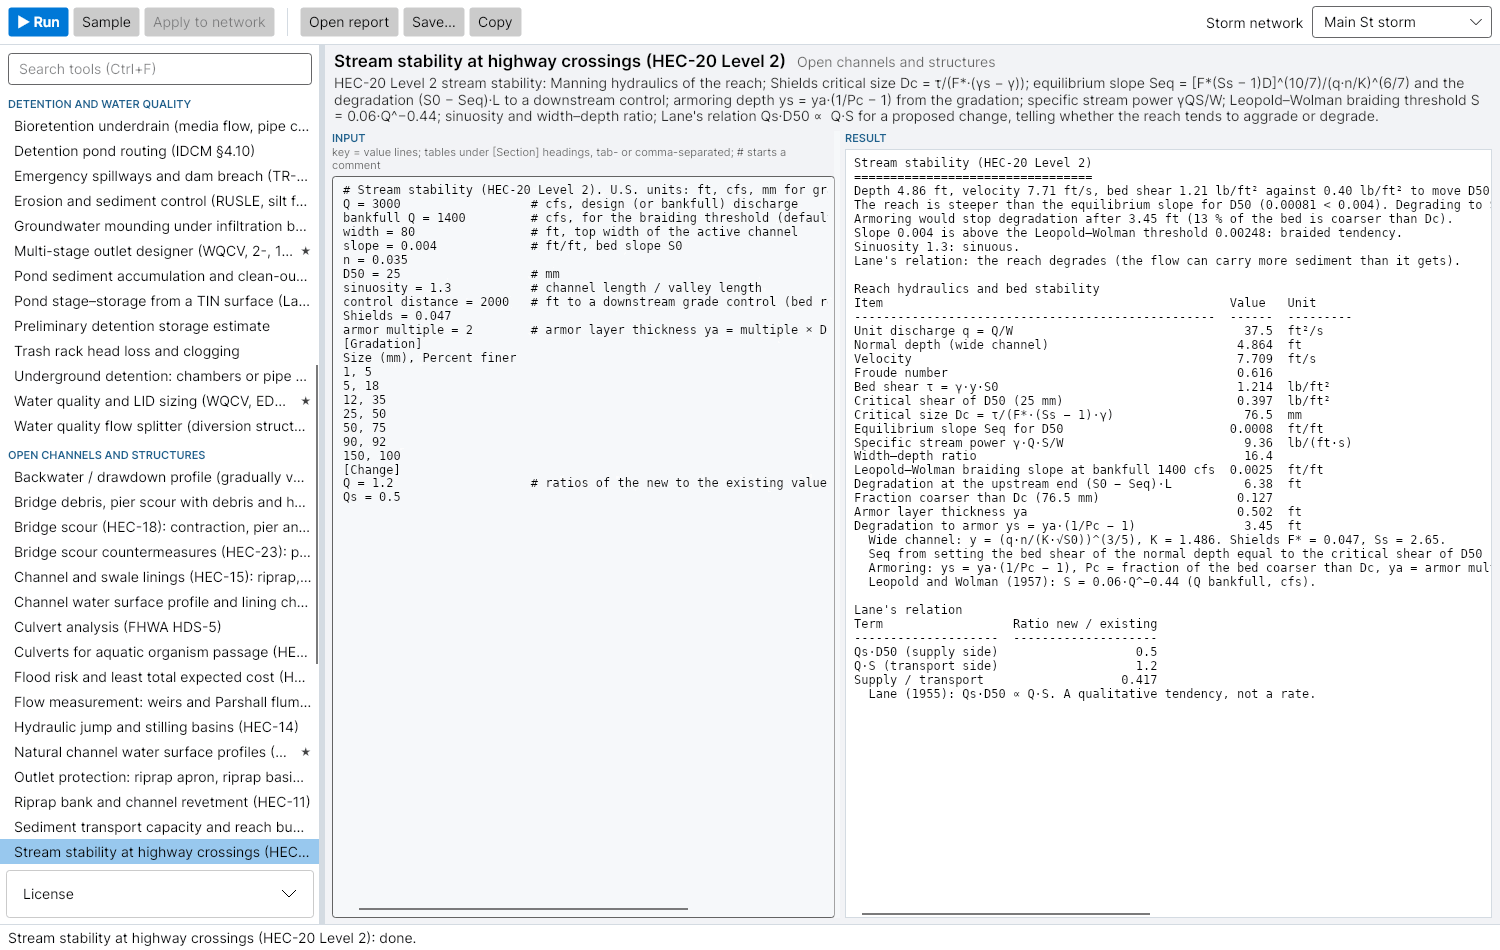 Run
Sample
Apply to network
Open report
Save...
Copy
Storm network
Main St storm
Search tools (Ctrl+F)
DETENTION AND WATER QUALITY
Bioretention underdrain (media flow, pipe c...
Detention pond routing (IDCM §4.10)
Emergency spillways and dam breach (TR-...
Erosion and sediment control (RUSLE, silt f...
Groundwater mounding under infiltration b...
Multi-stage outlet designer (WQCV, 2-, 1... ★
Pond sediment accumulation and clean-ou...
Pond stage–storage from a TIN surface (La...
Preliminary detention storage estimate
Trash rack head loss and clogging
Underground detention: chambers or pipe ...
Water quality and LID sizing (WQCV, ED... ★
Water quality flow splitter (diversion struct...
OPEN CHANNELS AND STRUCTURES
Backwater / drawdown profile (gradually v...
Bridge debris, pier scour with debris and h...
Bridge scour (HEC-18): contraction, pier an...
Bridge scour countermeasures (HEC-23): p...
Channel and swale linings (HEC-15): riprap,...
Channel water surface profile and lining ch...
Culvert analysis (FHWA HDS-5)
Culverts for aquatic organism passage (HE...
Flood risk and least total expected cost (H...
Flow measurement: weirs and Parshall flum...
Hydraulic jump and stilling basins (HEC-14)
Natural channel water surface profiles (... ★
Outlet protection: riprap apron, riprap basi...
Riprap bank and channel revetment (HEC-11)
Sediment transport capacity and reach bu...
Stream stability at highway crossings (HEC...
License
Stream stability at highway crossings (HEC-20 Level 2) Open channels and structures
HEC-20 Level 2 stream stability: Manning hydraulics of the reach; Shields critical size Dc = τ/(F*·(γs − γ)); equilibrium slope Seq = [F*(Ss − 1)D]^(10/7)/(q·n/K)^(6/7) and the
degradation (S0 − Seq)·L to a downstream control; armoring depth ys = ya·(1/Pc − 1) from the gradation; specific stream power γQS/W; Leopold–Wolman braiding threshold S
= 0.06·Q^−0.44; sinuosity and width–depth ratio; Lane's relation Qs·D50 ∝ Q·S for a proposed change, telling whether the reach tends to aggrade or degrade.
INPUT
key = value lines; tables under [Section] headings, tab- or comma-separated; # starts a
comment
# Stream stability (HEC-20 Level 2). U.S. units: ft, cfs, mm for gr
Q = 3000 # cfs, design (or bankfull) discharge
bankfull Q = 1400 # cfs, for the braiding threshold (defaul
width = 80 # ft, top width of the active channel
slope = 0.004 # ft/ft, bed slope S0
n = 0.035
D50 = 25 # mm
sinuosity = 1.3 # channel length / valley length
control distance = 2000 # ft to a downstream grade control (bed r
Shields = 0.047
armor multiple = 2 # armor layer thickness ya = multiple × D
[Gradation]
Size (mm), Percent finer
1, 5
5, 18
12, 35
25, 50
50, 75
90, 92
150, 100
[Change]
Q = 1.2 # ratios of the new to the existing value
Qs = 0.5
RESULT
Stream stability (HEC-20 Level 2)
=================================
Depth 4.86 ft, velocity 7.71 ft/s, bed shear 1.21 lb/ft² against 0.40 lb/ft² to move D50
The reach is steeper than the equilibrium slope for D50 (0.00081 < 0.004). Degrading to
Armoring would stop degradation after 3.45 ft (13 % of the bed is coarser than Dc).
Slope 0.004 is above the Leopold–Wolman threshold 0.00248: braided tendency.
Sinuosity 1.3: sinuous.
Lane's relation: the reach degrades (the flow can carry more sediment than it gets).
Reach hydraulics and bed stability
Item Value Unit
-------------------------------------------------- ------ ---------
Unit discharge q = Q/W 37.5 ft²/s
Normal depth (wide channel) 4.864 ft
Velocity 7.709 ft/s
Froude number 0.616
Bed shear τ = γ·y·S0 1.214 lb/ft²
Critical shear of D50 (25 mm) 0.397 lb/ft²
Critical size Dc = τ/(F*·(Ss − 1)·γ) 76.5 mm
Equilibrium slope Seq for D50 0.0008 ft/ft
Specific stream power γ·Q·S/W 9.36 lb/(ft·s)
Width–depth ratio 16.4
Leopold–Wolman braiding slope at bankfull 1400 cfs 0.0025 ft/ft
Degradation at the upstream end (S0 − Seq)·L 6.38 ft
Fraction coarser than Dc (76.5 mm) 0.127
Armor layer thickness ya 0.502 ft
Degradation to armor ys = ya·(1/Pc − 1) 3.45 ft
Wide channel: y = (q·n/(K·√S0))^(3/5), K = 1.486. Shields F* = 0.047, Ss = 2.65.
Seq from setting the bed shear of the normal depth equal to the critical shear of D50
Armoring: ys = ya·(1/Pc − 1), Pc = fraction of the bed coarser than Dc, ya = armor mul
Leopold and Wolman (1957): S = 0.06·Q^−0.44 (Q bankfull, cfs).
Lane's relation
Term Ratio new / existing
-------------------- --------------------
Qs·D50 (supply side) 0.5
Q·S (transport side) 1.2
Supply / transport 0.417
Lane (1955): Qs·D50 ∝ Q·S. A qualitative tendency, not a rate.
Stream stability at highway crossings (HEC-20 Level 2): done.